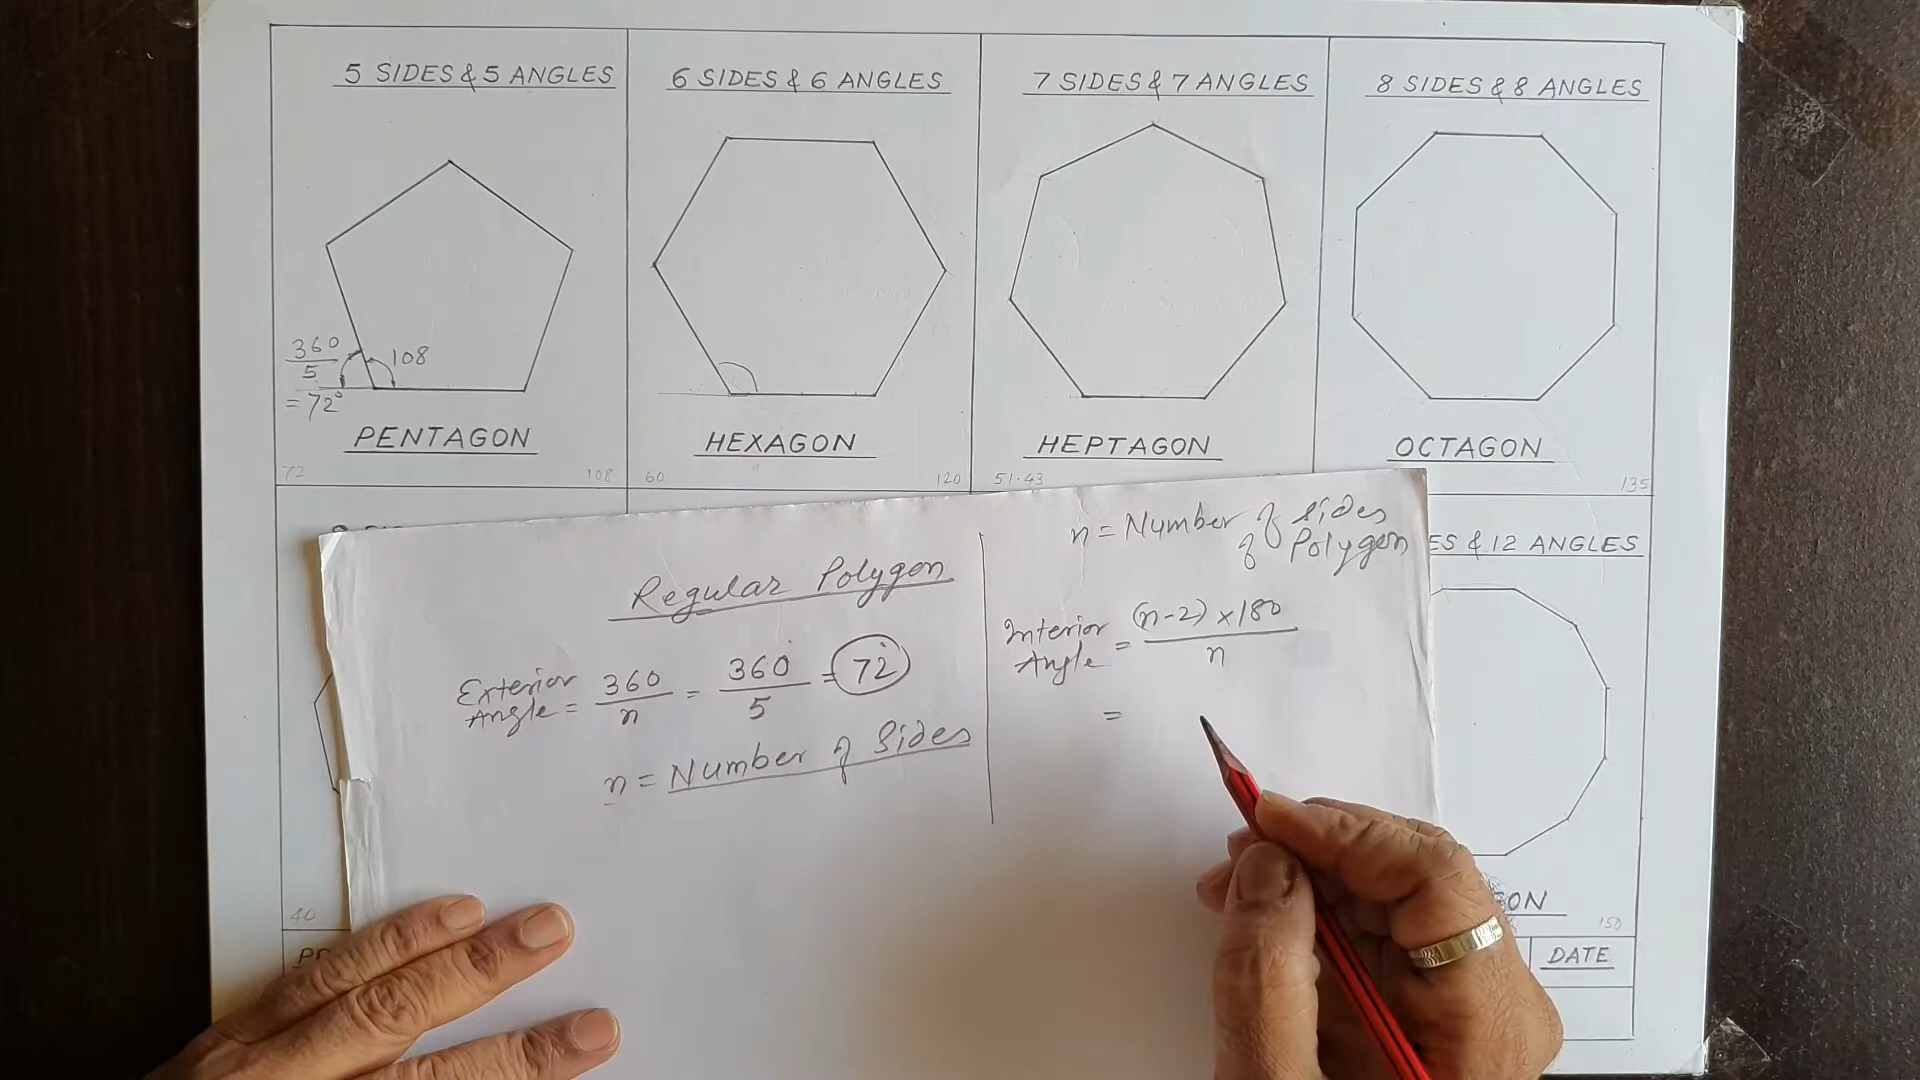 5 SIDES & 5 ANGLES
6 SIDES & 6 ANGLES
7 SIDES & 7 ANGLES
8 SIDES & 8 ANGLES
360
5
= 72°
108
PENTAGON
HEXAGON
HEPTAGON
OCTAGON
72
108
60
120
51.43
135
ES & 12 ANGLES
Regular Polygon
Exterior
Angle = 360/n = 360°/5 = 72°
n = Number of Sides
n = Number of Sides
of Polygon
Interior
Angle = (n-2) × 180/n
=
40
ON
150
DATE